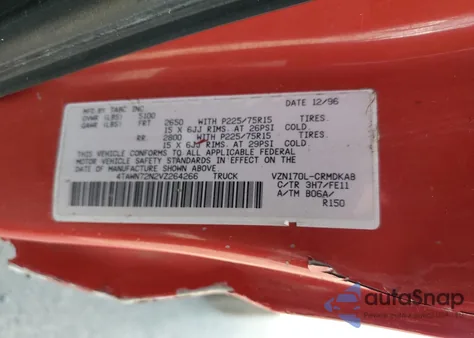 MFD. BY: TABC INC. DATE 12/96
GVWR (LBS) 5100
GAWR (LBS) FRT 2650 WITH P225/75R15 TIRES.
15 X 6JJ RIMS. AT 26PSI COLD
RR. 2800 WITH P225/75R15 TIRES.
15 X 6JJ RIMS. AT 29PSI COLD
THIS VEHICLE CONFORMS TO ALL APPLICABLE FEDERAL
MOTOR VEHICLE SAFETY STANDARDS IN EFFECT ON
THE DATE OF MANUFACTURE SHOWN ABOVE.
4TAWN72N2VZ264266 TRUCK VZN170L-CRMDKAB
C/TR 3H7/FE11
A/TM B06A/
R150
autoSnap